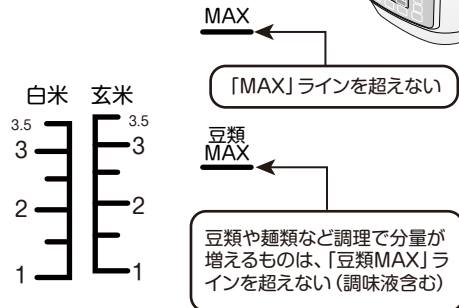 MAX
「MAX」ラインを超えない
白米 玄米
3.5 3.5
3 3
2 2
1 1
豆類
MAX
豆類や麺類など調理で分量が
増えるものは、「豆類MAX」ラ
インを超えない（調味液含む）